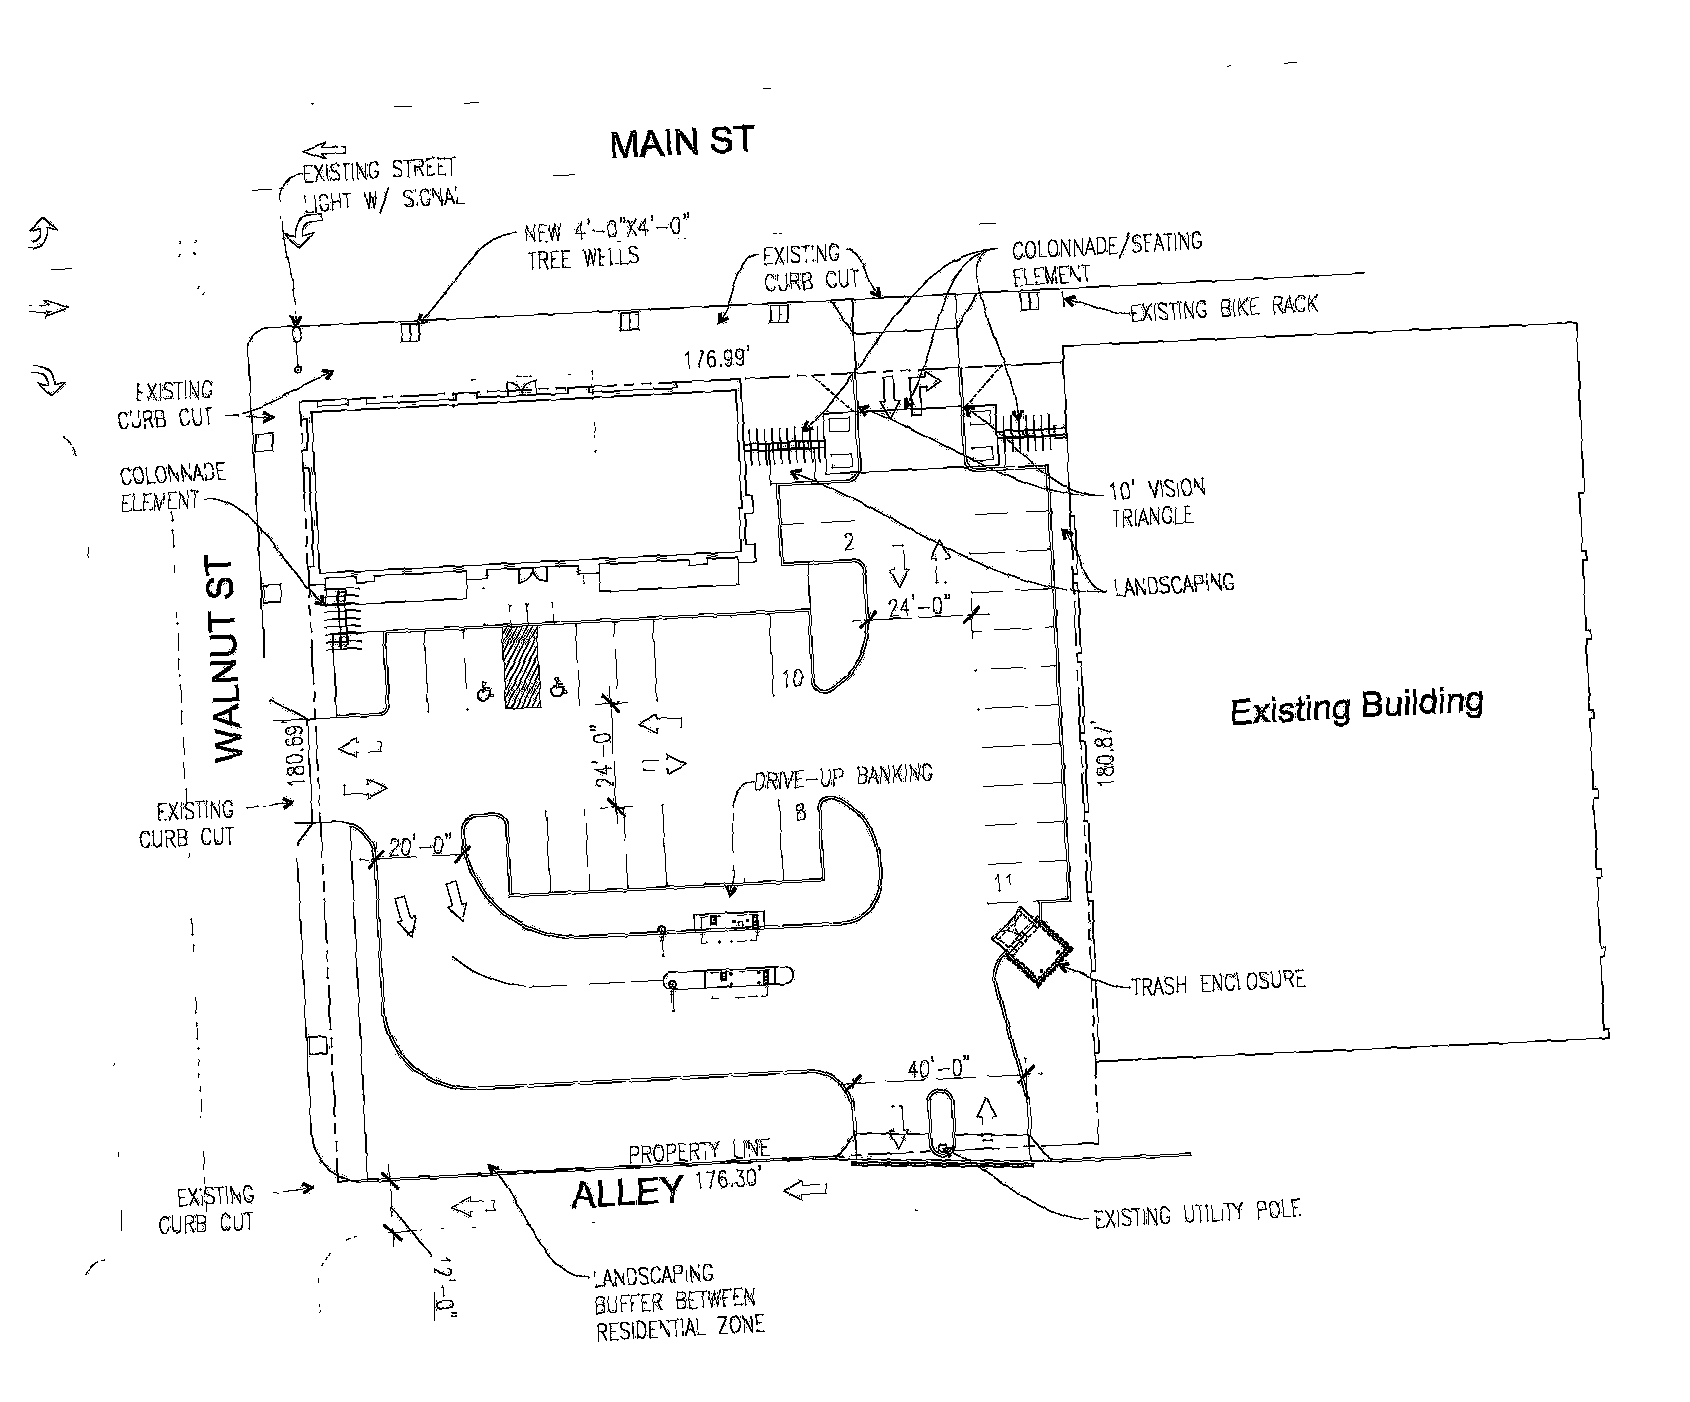 MAIN ST
EXISTING STREET
LIGHT W/ SIGNAL
NEW 4'-0"X4'-0"
TREE WELLS
EXISTING
CURB CUT
COLONNADE/SEATING
ELEMENT
EXISTING BIKE RACK
176.99'
EXISTING
CURB CUT
COLONNADE
ELEMENT
10' VISION
TRIANGLE
2
LANDSCAPING
24'-0"
WALNUT ST
10
Existing Building
180.69'
24'-0"
180.87'
DRIVE-UP BANKING
EXISTING
CURB CUT
8
20'-0"
11
TRASH ENCLOSURE
40'-0"
PROPERTY LINE
176.30'
ALLEY
EXISTING
CURB CUT
EXISTING UTILITY POLE
12'-0"
LANDSCAPING
BUFFER BETWEEN
RESIDENTIAL ZONE